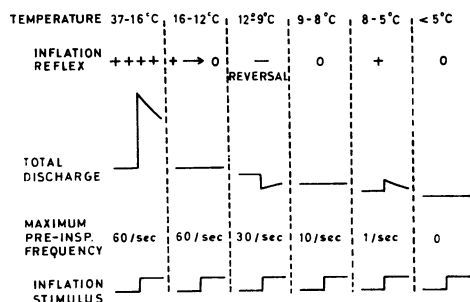 TEMPERATURE 37-16°C 16-12°C 12-9°C 9-8°C 8-5°C <5°C
INFLATION
REFLEX ++++ + → 0 — 0 + 0
REVERSAL
TOTAL
DISCHARGE
MAXIMUM
PRE-INSP.
FREQUENCY 60/sec 60/sec 30/sec 10/sec 1/sec 0
INFLATION
STIMULUS